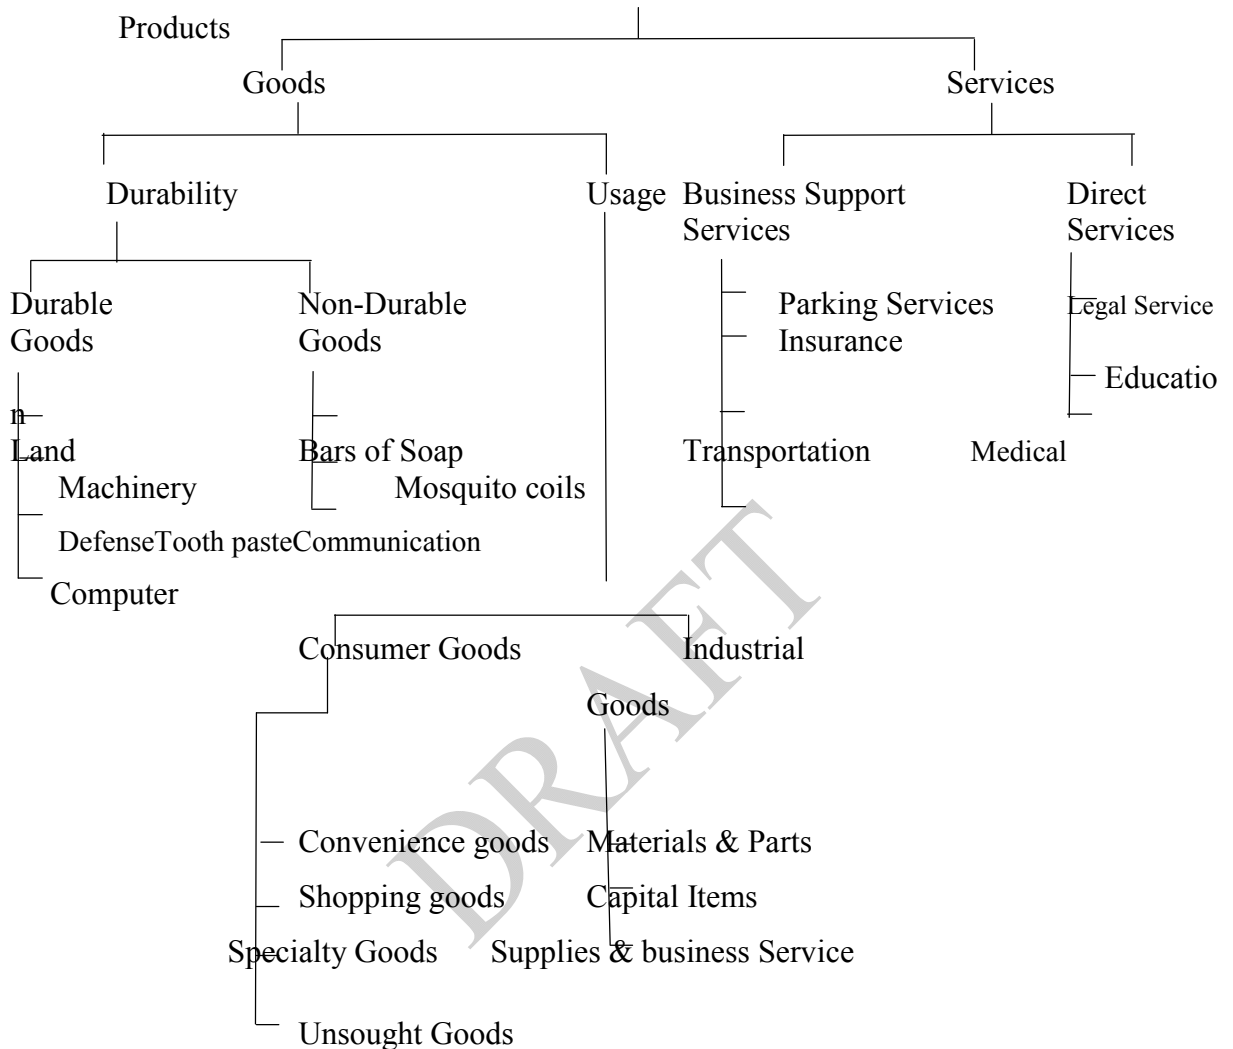 Products
Goods Services
Durability Usage Business Support Direct
Services Services
Durable Non-Durable Parking Services Legal Service
Goods Goods Insurance
Educatio
n
Land Bars of Soap Transportation Medical
Machinery Mosquito coils
DefenseTooth pasteCommunication
Computer
Consumer Goods Industrial
Goods
Convenience goods Materials & Parts
Shopping goods Capital Items
Specialty Goods Supplies & business Service
Unsought Goods
DRAFT